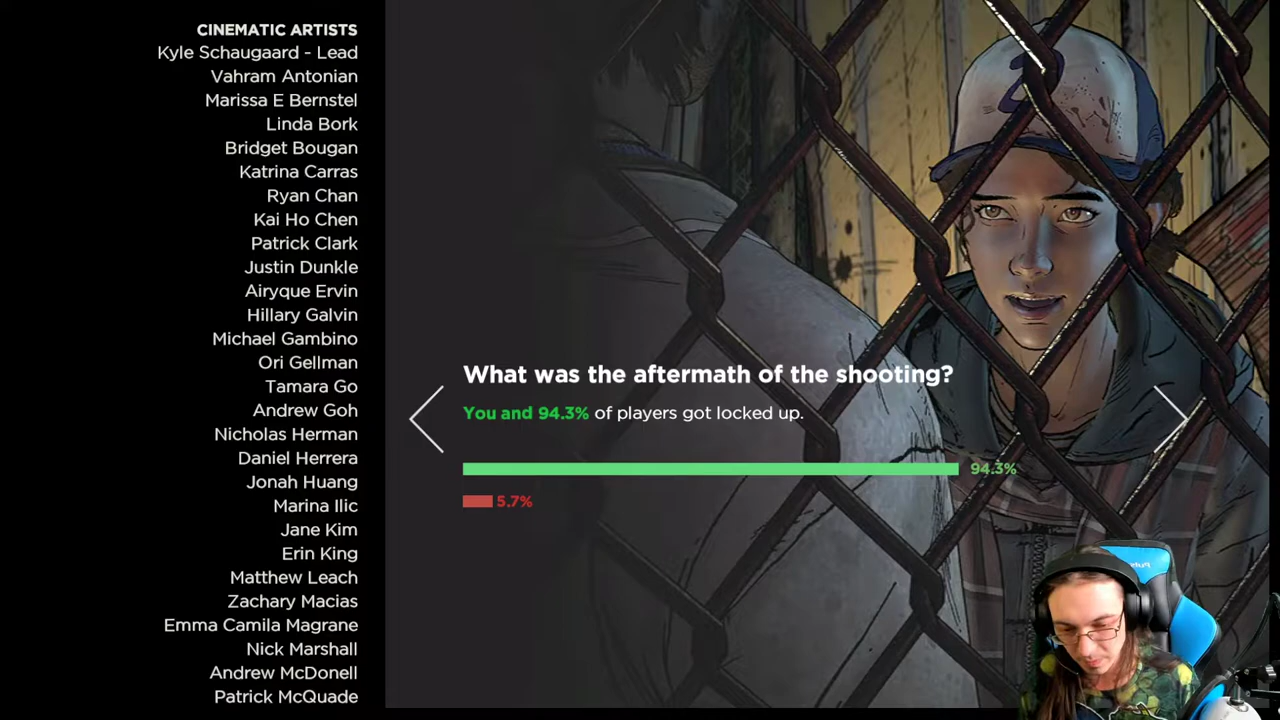 CINEMATIC ARTISTS
Kyle Schaugaard - Lead
Vahram Antonian
Marissa E Bernstel
Linda Bork
Bridget Bougan
Katrina Carras
Ryan Chan
Kai Ho Chen
Patrick Clark
Justin Dunkle
Airyque Ervin
Hillary Galvin
Michael Gambino
Ori Gellman
Tamara Go
Andrew Goh
Nicholas Herman
Daniel Herrera
Jonah Huang
Marina Ilic
Jane Kim
Erin King
Matthew Leach
Zachary Macias
Emma Camila Magrane
Nick Marshall
Andrew McDonell
Patrick McQuade
What was the aftermath of the shooting?
You and 94.3% of players got locked up.
94.3%
5.7%